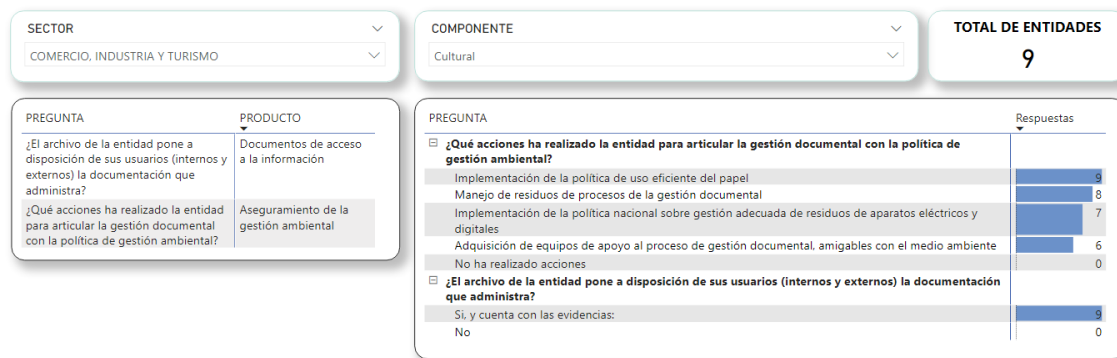 SECTOR
COMERCIO, INDUSTRIA Y TURISMO
COMPONENTE
Cultural
TOTAL DE ENTIDADES
9
PREGUNTA PRODUCTO
¿El archivo de la entidad pone a Documentos de acceso
disposición de sus usuarios (internos y a la información
externos) la documentación que
administra?
¿Qué acciones ha realizado la entidad Aseguramiento de la
para articular la gestión documental gestión ambiental
con la política de gestión ambiental?
PREGUNTA Respuestas
¿Qué acciones ha realizado la entidad para articular la gestión documental con la política de
gestión ambiental?
Implementación de la política de uso eficiente del papel 9
Manejo de residuos de procesos de la gestión documental 8
Implementación de la política nacional sobre gestión adecuada de residuos de aparatos eléctricos y 7
digitales
Adquisición de equipos de apoyo al proceso de gestión documental, amigables con el medio ambiente 6
No ha realizado acciones 0
¿El archivo de la entidad pone a disposición de sus usuarios (internos y externos) la documentación
que administra?
Si, y cuenta con las evidencias: 9
No 0